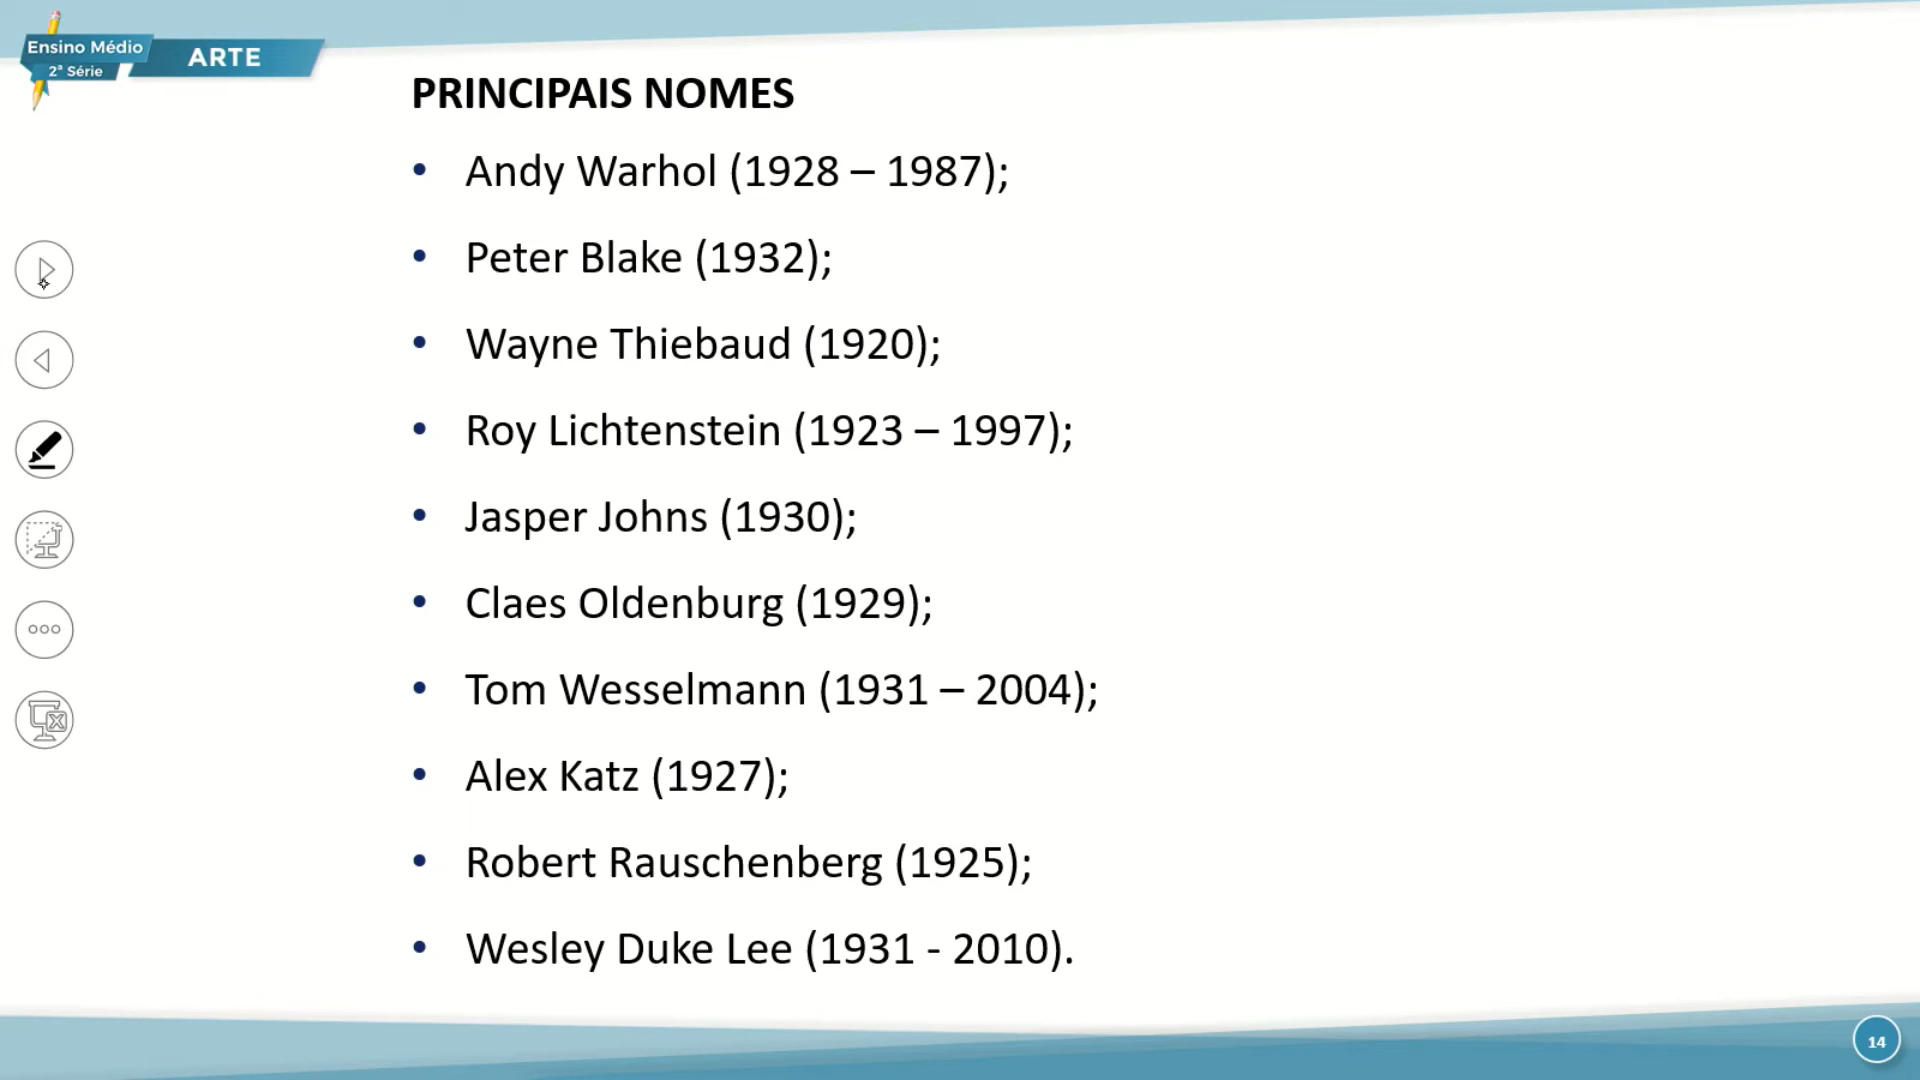 Ensino Médio
2ª Série
ARTE
PRINCIPAIS NOMES
• Andy Warhol (1928 – 1987);
• Peter Blake (1932);
• Wayne Thiebaud (1920);
• Roy Lichtenstein (1923 – 1997);
• Jasper Johns (1930);
• Claes Oldenburg (1929);
• Tom Wesselmann (1931 – 2004);
• Alex Katz (1927);
• Robert Rauschenberg (1925);
• Wesley Duke Lee (1931 - 2010).
14